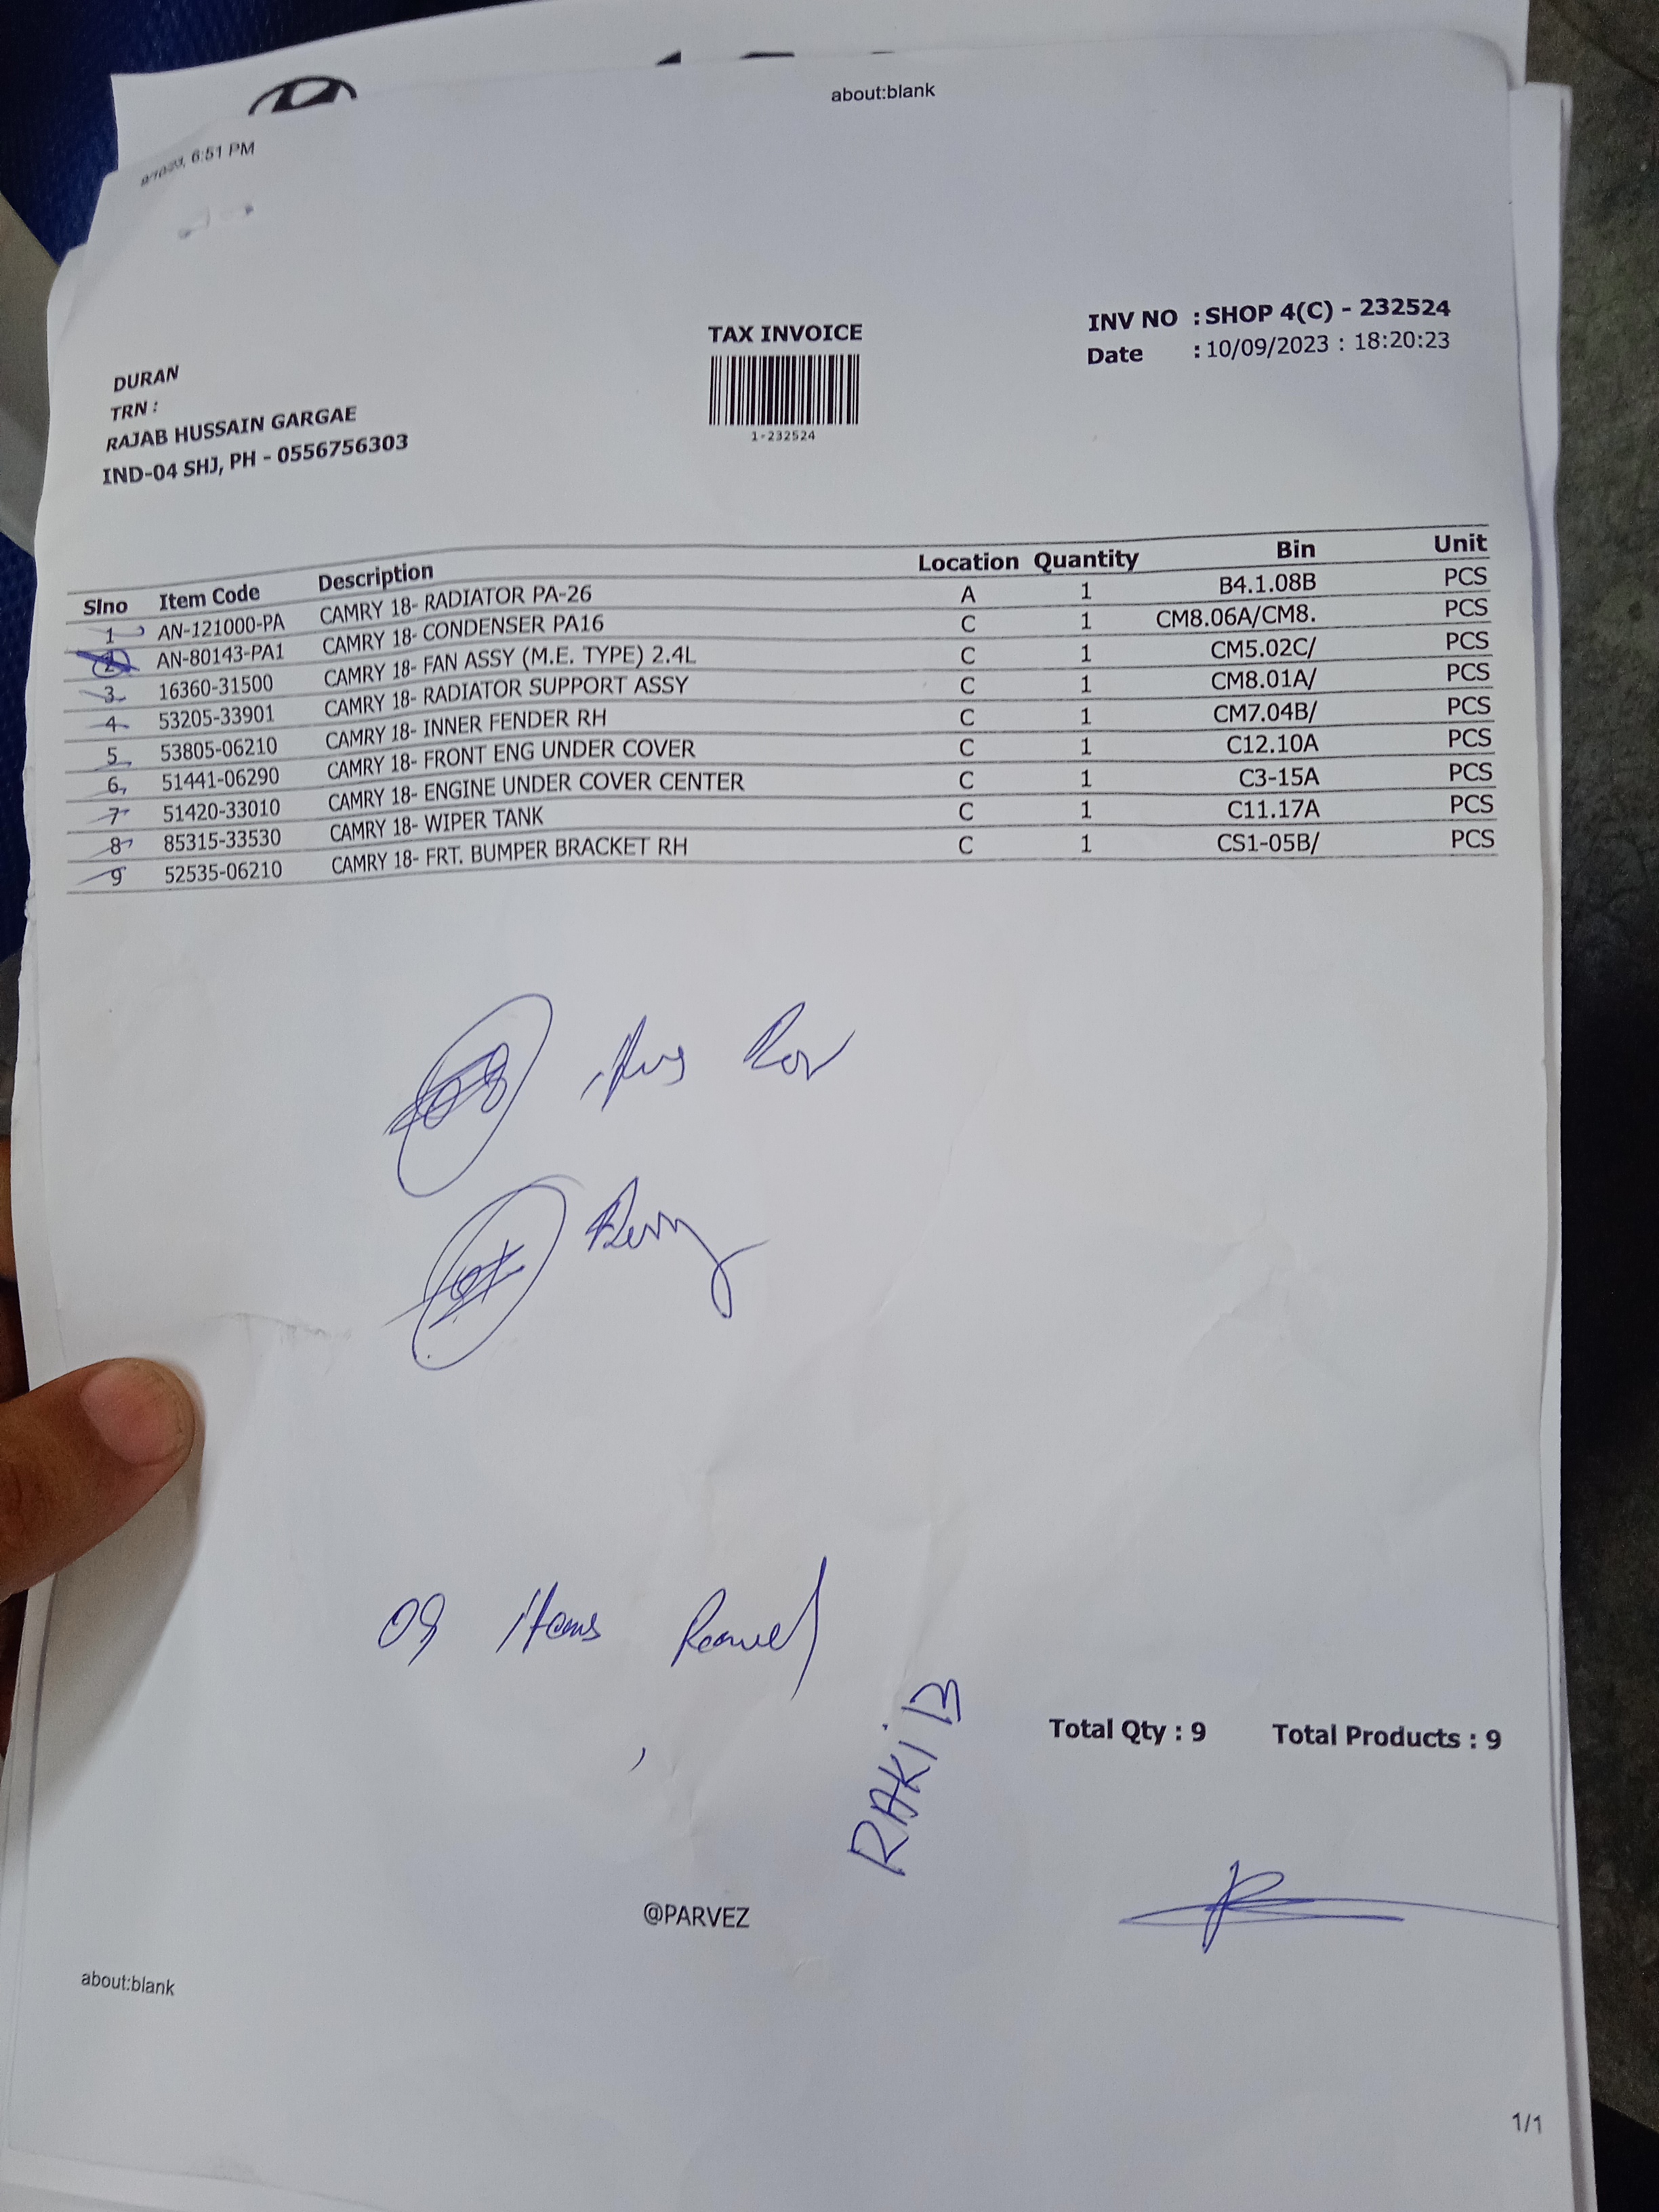 about:blank
6:51 PM
TAX INVOICE
1-232524
INV NO : SHOP 4(C) - 232524
Date : 10/09/2023 : 18:20:23
DURAN
TRN :
RAJAB HUSSAIN GARGAE
IND-04 SHJ, PH - 0556756303
Slno Item Code Description Location Quantity Bin Unit
1 AN-121000-PA CAMRY 18- RADIATOR PA-26 A 1 B4.1.08B PCS
2 AN-80143-PA1 CAMRY 18- CONDENSER PA16 C 1 CM8.06A/CM8. PCS
3 16360-31500 CAMRY 18- FAN ASSY (M.E. TYPE) 2.4L C 1 CM5.02C/ PCS
4 53205-33901 CAMRY 18- RADIATOR SUPPORT ASSY C 1 CM8.01A/ PCS
5 53805-06210 CAMRY 18- INNER FENDER RH C 1 CM7.04B/ PCS
6 51441-06290 CAMRY 18- FRONT ENG UNDER COVER C 1 C12.10A PCS
7 51420-33010 CAMRY 18- ENGINE UNDER COVER CENTER C 1 C3-15A PCS
8 85315-33530 CAMRY 18- WIPER TANK C 1 C11.17A PCS
9 52535-06210 CAMRY 18- FRT. BUMPER BRACKET RH C 1 CS1-05B/ PCS
08
09 Items
RAKiB
Total Qty : 9 Total Products : 9
@PARVEZ
about:blank
1/1